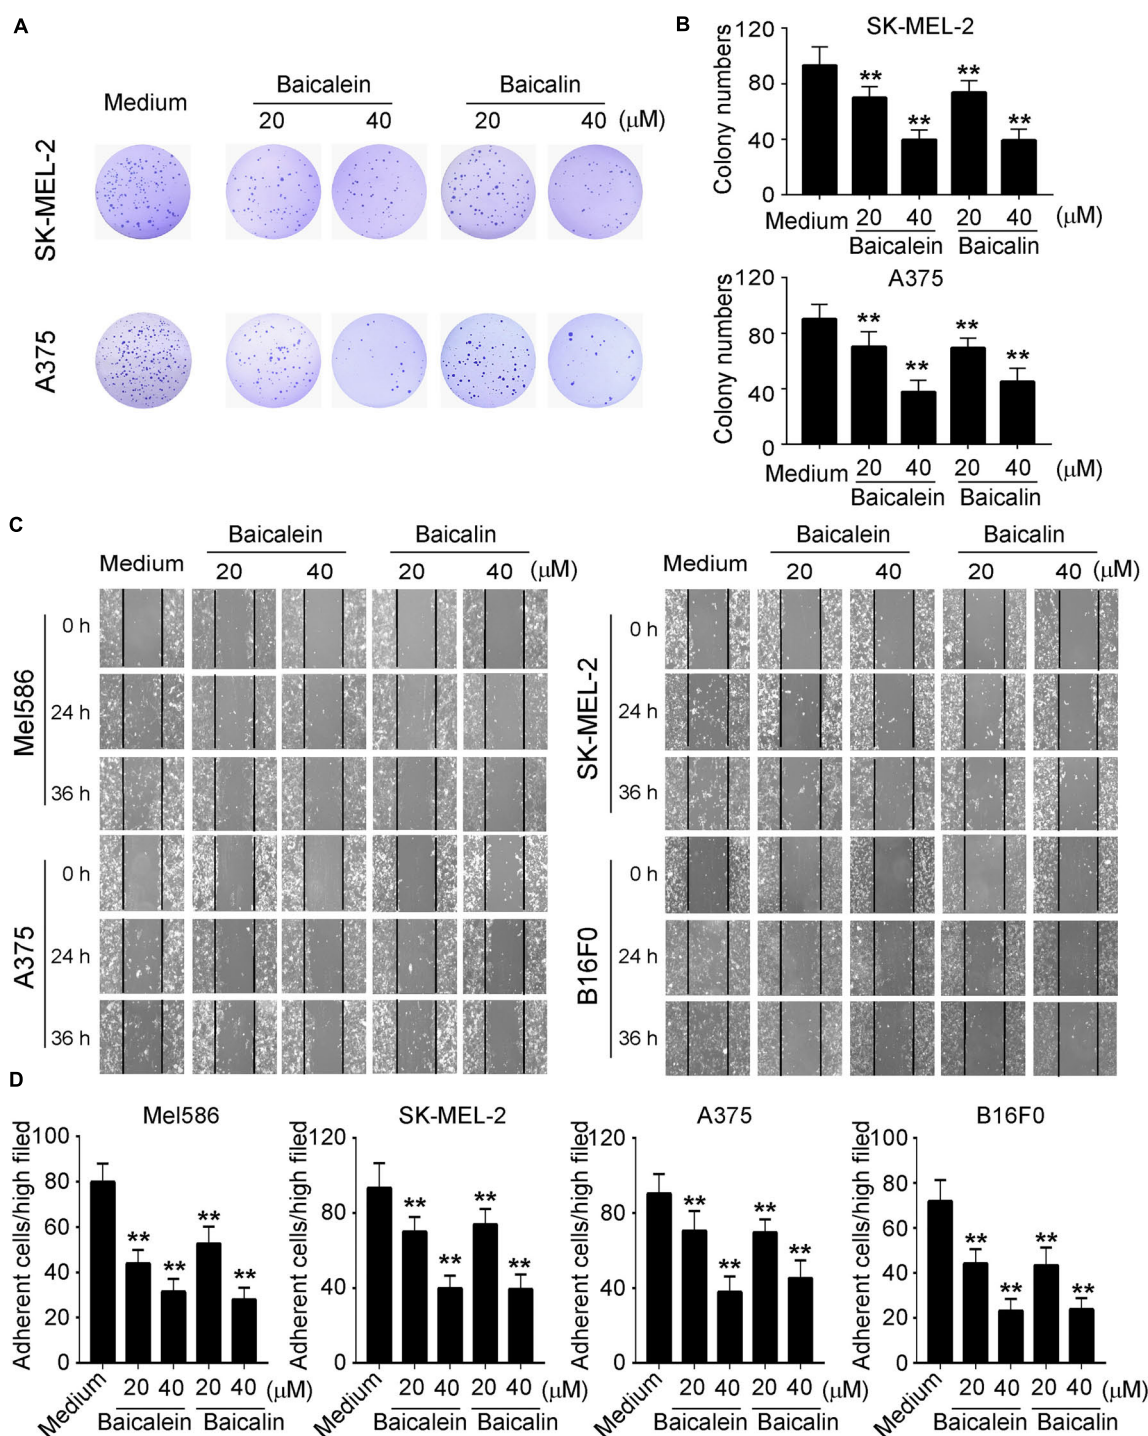 A
Medium
Baicalein
Baicalin
20 40 20 40 (μM)
SK-MEL-2
A375
B
SK-MEL-2
Colony numbers
120
80
40
0
** ** ** **
Medium 20 40 20 40 (μM)
Baicalein Baicalin
A375
Colony numbers
120
80
40
0
** ** ** **
Medium 20 40 20 40 (μM)
Baicalein Baicalin
C
Medium
Baicalein
Baicalin
20 40 20 40 (μM)
Mel586
0 h
24 h
36 h
A375
0 h
24 h
36 h
Medium
Baicalein
Baicalin
20 40 20 40 (μM)
SK-MEL-2
0 h
24 h
36 h
B16F0
0 h
24 h
36 h
D
Mel586
Adherent cells/high filed
100
80
60
40
20
0
** ** ** **
Medium 20 40 20 40 (μM)
Baicalein Baicalin
SK-MEL-2
Adherent cells/high filed
120
80
40
0
** ** ** **
Medium 20 40 20 40 (μM)
Baicalein Baicalin
A375
Adherent cells/high filed
120
80
40
0
** ** ** **
Medium 20 40 20 40 (μM)
Baicalein Baicalin
B16F0
Adherent cells/high filed
100
80
60
40
20
0
** ** ** **
Medium 20 40 20 40 (μM)
Baicalein Baicalin